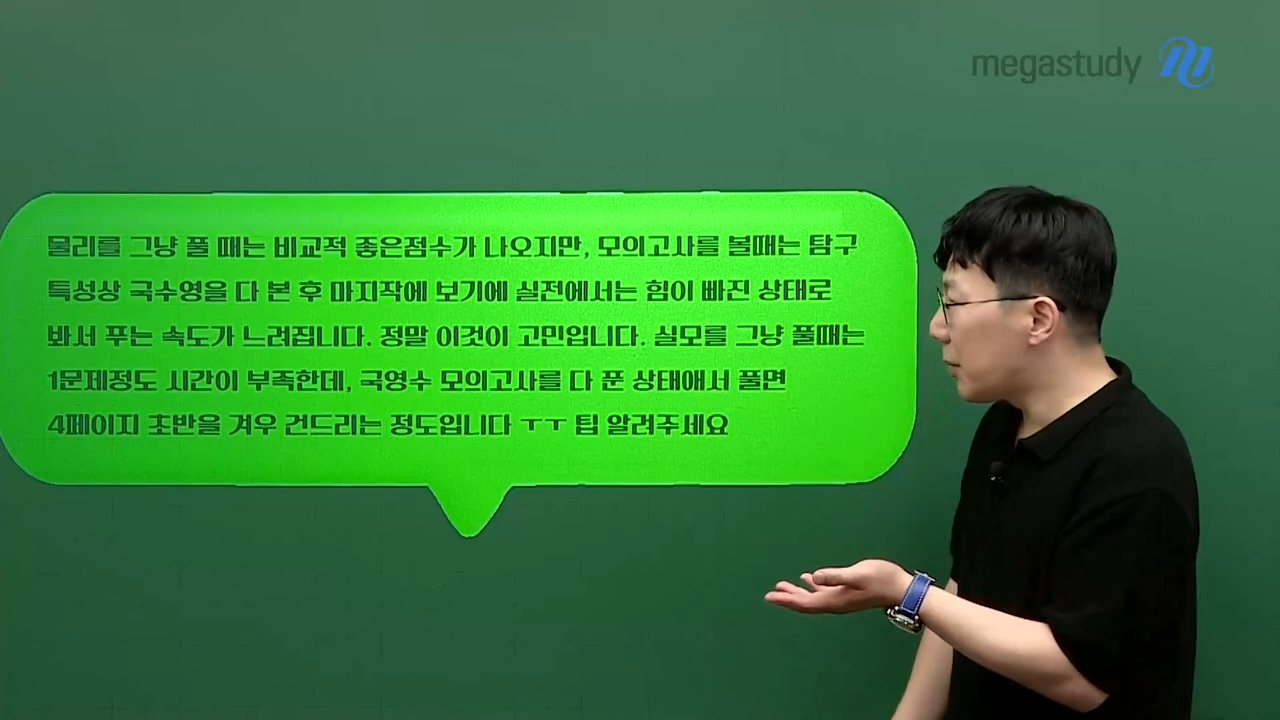 megastudy
물리를 그냥 풀 때는 비교적 좋은점수가 나오지만, 모의고사를 볼때는 탐구
특성상 국수영을 다 본 후 마지작에 보기에 실전에서는 힘이 빠진 상태로
봐서 푸는 속도가 느려집니다. 정말 이것이 고민입니다. 실모를 그냥 풀때는
1문제정도 시간이 부족한데, 국영수 모의고사를 다 푼 상태애서 풀면
4페이지 초반을 겨우 건드리는 정도입니다 ㅜㅜ 팁 알려주세요